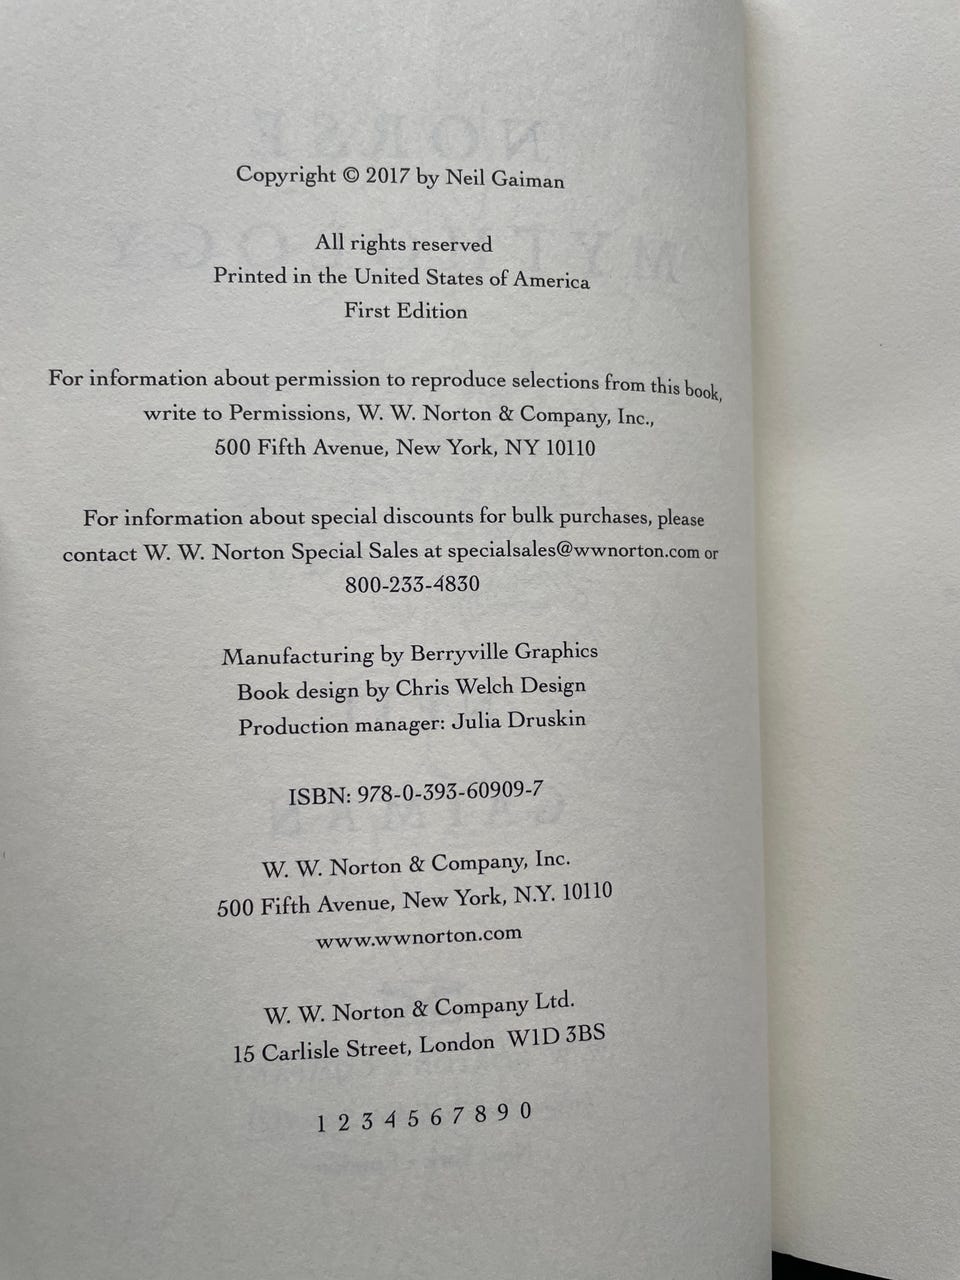 Copyright © 2017 by Neil Gaiman
All rights reserved
Printed in the United States of America
First Edition
For information about permission to reproduce selections from this book,
write to Permissions, W. W. Norton & Company, Inc.,
500 Fifth Avenue, New York, NY 10110
For information about special discounts for bulk purchases, please
contact W. W. Norton Special Sales at specialsales@wwnorton.com or
800-233-4830
Manufacturing by Berryville Graphics
Book design by Chris Welch Design
Production manager: Julia Druskin
ISBN: 978-0-393-60909-7
W. W. Norton & Company, Inc.
500 Fifth Avenue, New York, N.Y. 10110
www.wwnorton.com
W. W. Norton & Company Ltd.
15 Carlisle Street, London W1D 3BS
1 2 3 4 5 6 7 8 9 0